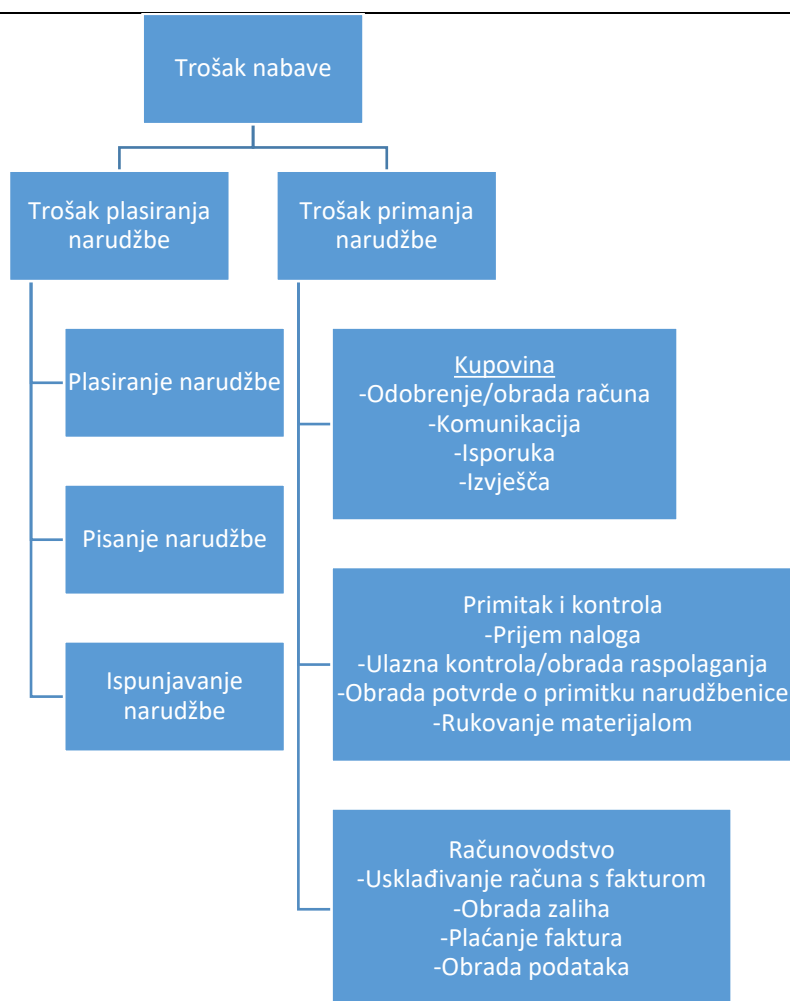 Trošak nabave
Trošak plasiranja
narudžbe
Trošak primanja
narudžbe
Plasiranje narudžbe
Pisanje narudžbe
Ispunjavanje
narudžbe
Kupovina
-Odobrenje/obrada računa
-Komunikacija
-Isporuka
-Izvješča
Primitak i kontrola
-Prijem naloga
-Ulazna kontrola/obrada raspolaganja
-Obrada potvrde o primitku narudžbenice
-Rukovanje materijalom
Računovodstvo
-Usklađivanje računa s fakturom
-Obrada zaliha
-Plaćanje faktura
-Obrada podataka